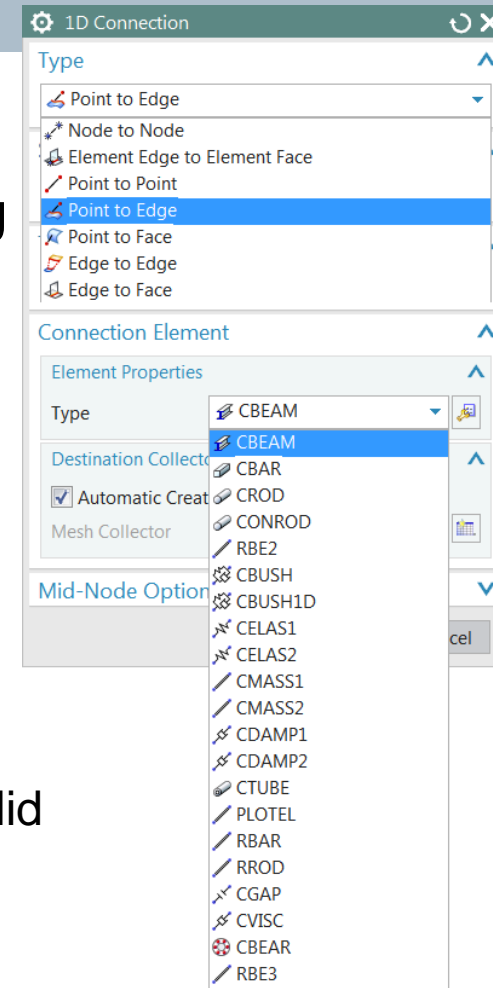 1D Connection
Type
Point to Edge
Node to Node
Element Edge to Element Face
Point to Point
Point to Edge
Point to Face
Edge to Edge
Edge to Face
Connection Element
Element Properties
Type CBEAM
CBEAM
Destination Collecto
CBAR
Automatic Creat
CROD
CONROD
Mesh Collector
RBE2
CBUSH
Mid-Node Option
CBUSH1D
CELAS1
cel
CELAS2
CMASS1
CMASS2
CDAMP1
CDAMP2
lid
CTUBE
PLOTEL
RBAR
RROD
CGAP
CVISC
CBEAR
RBE3